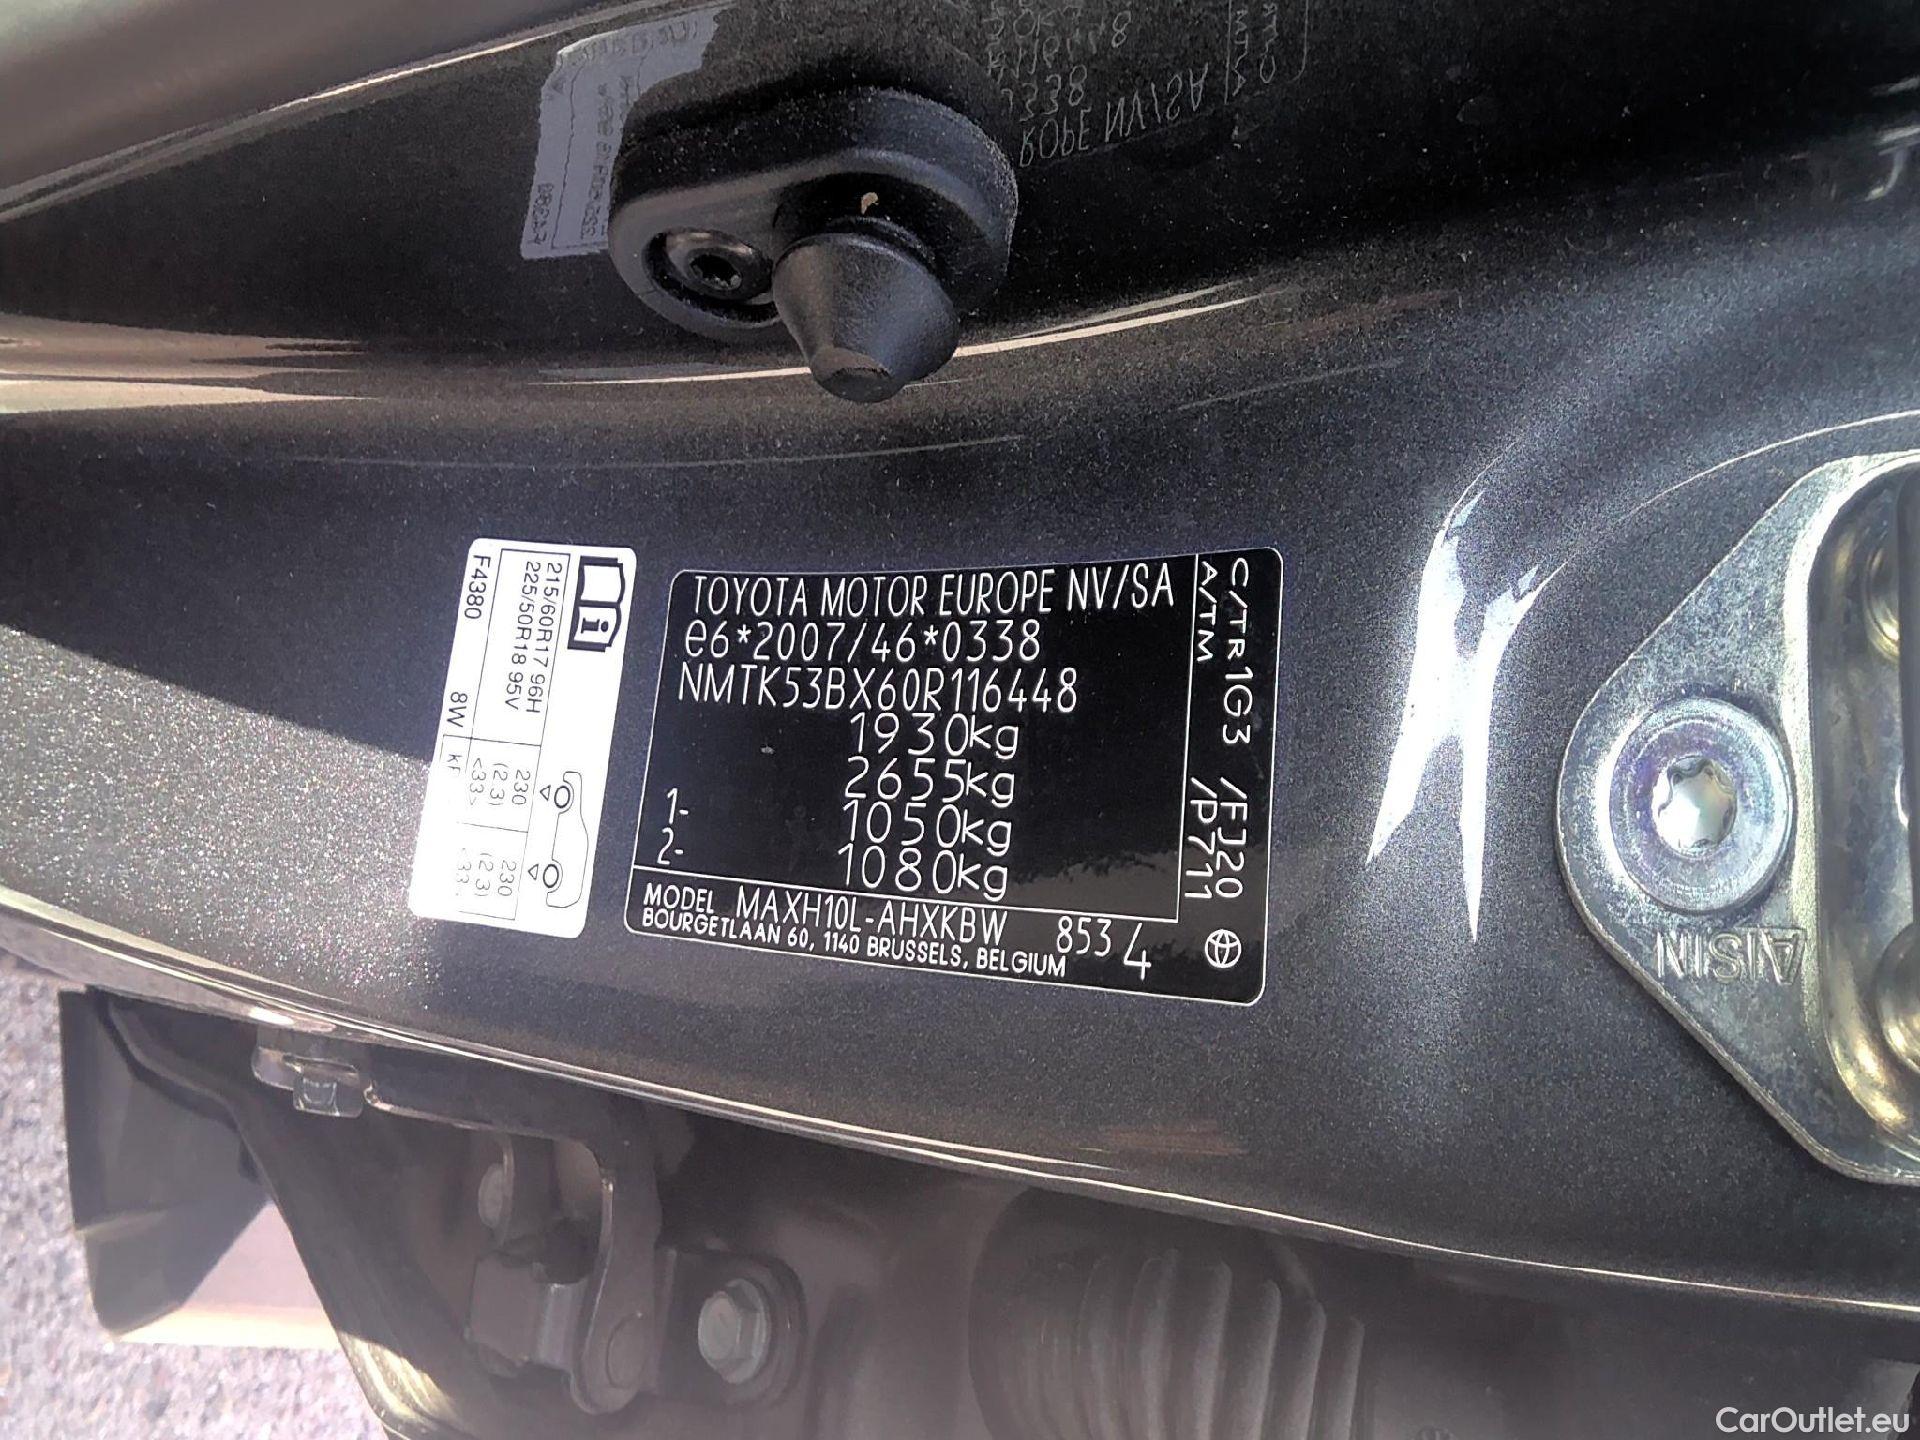 TOYOTA MOTOR EUROPE NV/SA
e6*2007/46*0338
NMTK53BX60R116448
1930kg
2655kg
1- 1050kg
2- 1080kg
MODEL MAXH10L-AHXKBW 853 4
BOURGETLAAN 60, 1140 BRUSSELS, BELGIUM
C/TR 1G3 /FJ20
A/TM /P711
215/60R17 96H
225/50R18 95V
230
(2.3)
<33>
230
(2.3)
<33>
F4380 8W
AISIN
CarOutlet.eu